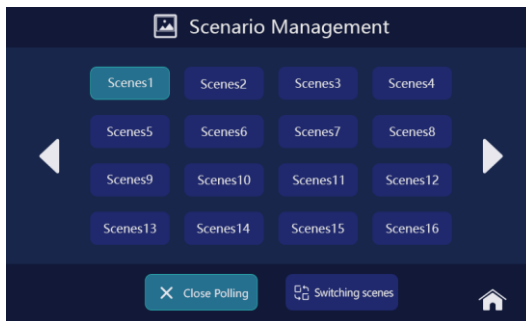 Scenario Management
Scenes1 Scenes2 Scenes3 Scenes4
Scenes5 Scenes6 Scenes7 Scenes8
Scenes9 Scenes10 Scenes11 Scenes12
Scenes13 Scenes14 Scenes15 Scenes16
Close Polling Switching scenes